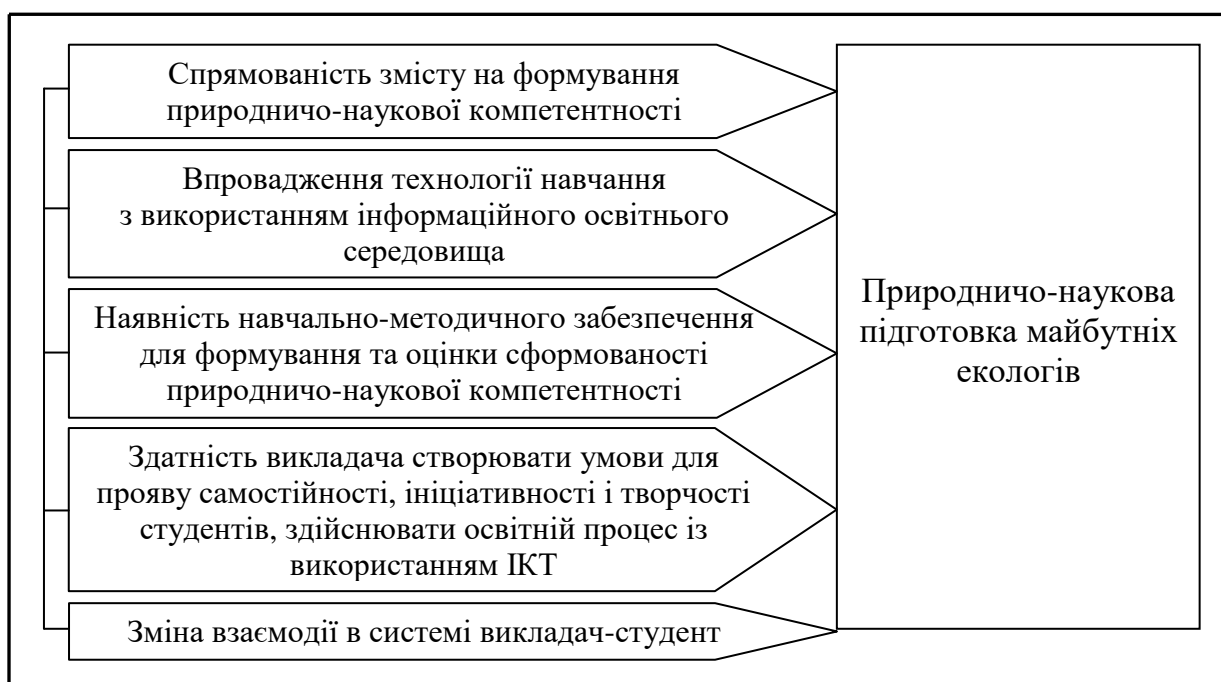 Спрямованість змісту на формування
природничо-наукової компетентності
Впровадження технології навчання
з використанням інформаційного освітнього
середовища
Наявність навчально-методичного забезпечення
для формування та оцінки сформованості
природничо-наукової компетентності
Здатність викладача створювати умови для
прояву самостійності, ініціативності і творчості
студентів, здійснювати освітній процес із
використанням ІКТ
Зміна взаємодії в системі викладач-студент
Природничо-наукова
підготовка майбутніх
екологів